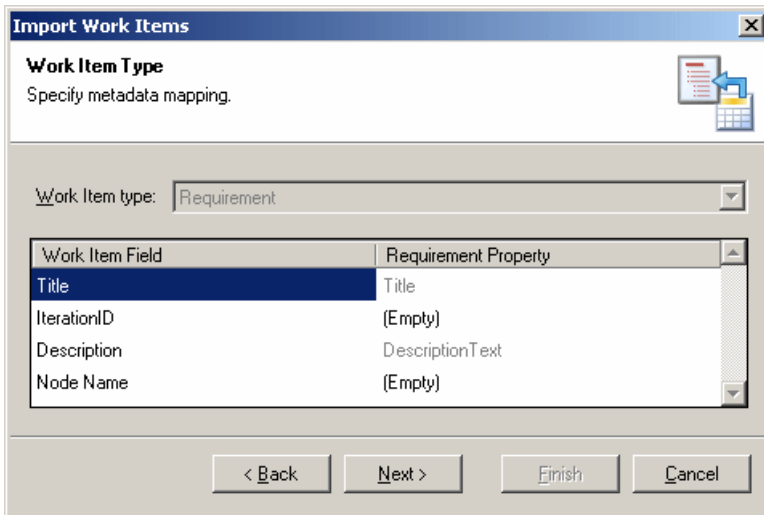 Import Work Items
Work Item Type
Specify metadata mapping.
Work Item type: Requirement
Work Item Field Requirement Property
Title Title
IterationID (Empty)
Description DescriptionText
Node Name (Empty)
< Back Next > Finish Cancel